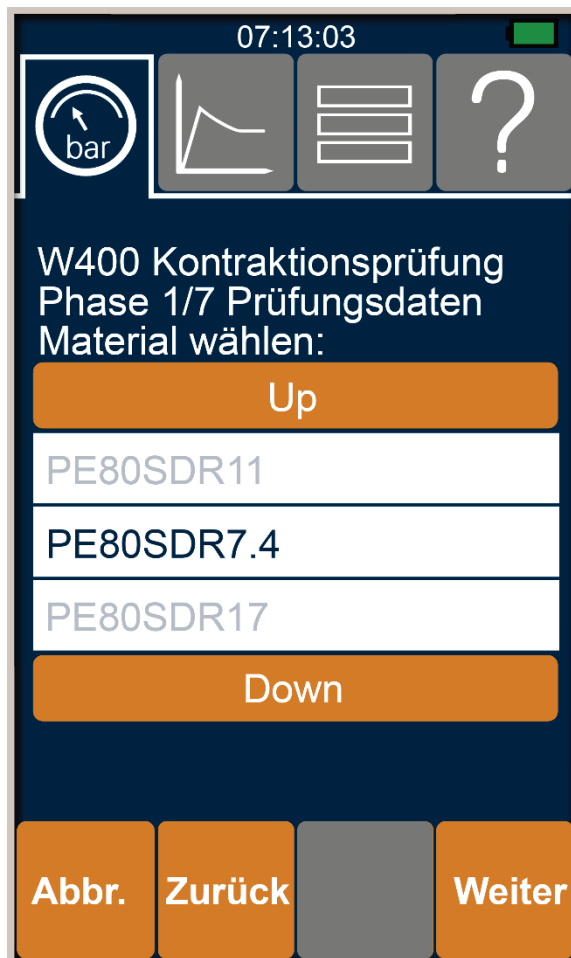 07:13:03
bar
?
W400 Kontraktionsprüfung
Phase 1/7 Prüfungsdaten
Material wählen:
Up
PE80SDR11
PE80SDR7.4
PE80SDR17
Down
Abbr. Zurück Weiter